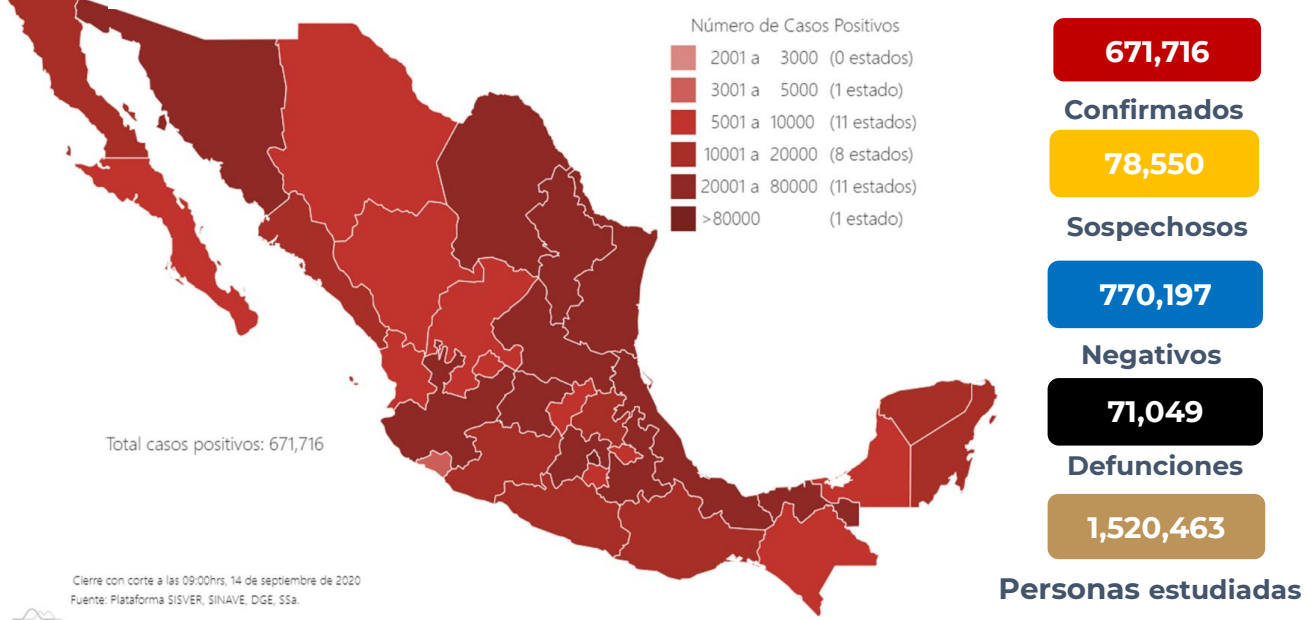 Número de Casos Positivos
2001 a 3000 (0 estados)
3001 a 5000 (1 estado)
5001 a 10000 (11 estados)
10001 a 20000 (8 estados)
20001 a 80000 (11 estados)
>80000 (1 estado)
Total casos positivos: 671,716
Cierre con corte a las 09:00hrs, 14 de septiembre de 2020
Fuente: Plataforma SISVER, SINAVE, DGE, SSa.
671,716
Confirmados
78,550
Sospechosos
770,197
Negativos
71,049
Defunciones
1,520,463
Personas estudiadas